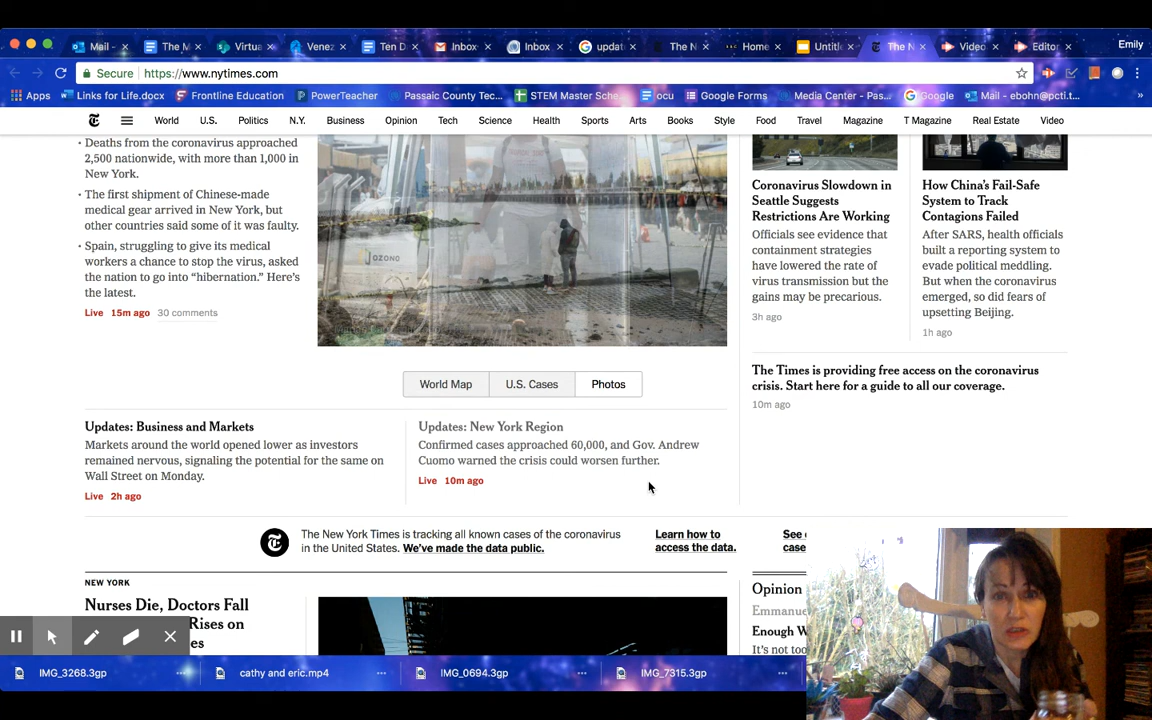 Mail -
The M
Virtua
Venez
Ten D
Inbox
Inbox
updat
The N
Home
Untitl
The N
Video
Editor
Emily
Secure https://www.nytimes.com
Apps
Links for Life.docx
Frontline Education
PowerTeacher
Passaic County Tec...
STEM Master Sche
ocu
Google Forms
Media Center - Pas...
Google
Mail - ebohn@pcti.t...
»
World
U.S.
Politics
N.Y.
Business
Opinion
Tech
Science
Health
Sports
Arts
Books
Style
Food
Travel
Magazine
T Magazine
Real Estate
Video
· Deaths from the coronavirus approached
2,500 nationwide, with more than 1,000 in
New York.
· The first shipment of Chinese-made
medical gear arrived in New York, but
other countries said some of it was faulty.
· Spain, struggling to give its medical
workers a chance to stop the virus, asked
the nation to go into “hibernation.” Here’s
the latest.
Live 15m ago 30 comments
OZONO
Coronavirus Slowdown in
Seattle Suggests
Restrictions Are Working
Officials see evidence that
containment strategies
have lowered the rate of
virus transmission but the
gains may be precarious.
3h ago
How China’s Fail-Safe
System to Track
Contagions Failed
After SARS, health officials
built a reporting system to
evade political meddling.
But when the coronavirus
emerged, so did fears of
upsetting Beijing.
1h ago
World Map
U.S. Cases
Photos
The Times is providing free access on the coronavirus
crisis. Start here for a guide to all our coverage.
10m ago
Updates: Business and Markets
Markets around the world opened lower as investors
remained nervous, signaling the potential for the same on
Wall Street on Monday.
Live 2h ago
Updates: New York Region
Confirmed cases approached 60,000, and Gov. Andrew
Cuomo warned the crisis could worsen further.
Live 10m ago
The New York Times is tracking all known cases of the coronavirus
in the United States. We’ve made the data public.
Learn how to
access the data.
See
case
NEW YORK
Nurses Die, Doctors Fall
Rises on
es
Opinion
Emmanue
Enough W
It’s not too
IMG_3268.3gp
cathy and eric.mp4
IMG_0694.3gp
IMG_7315.3gp